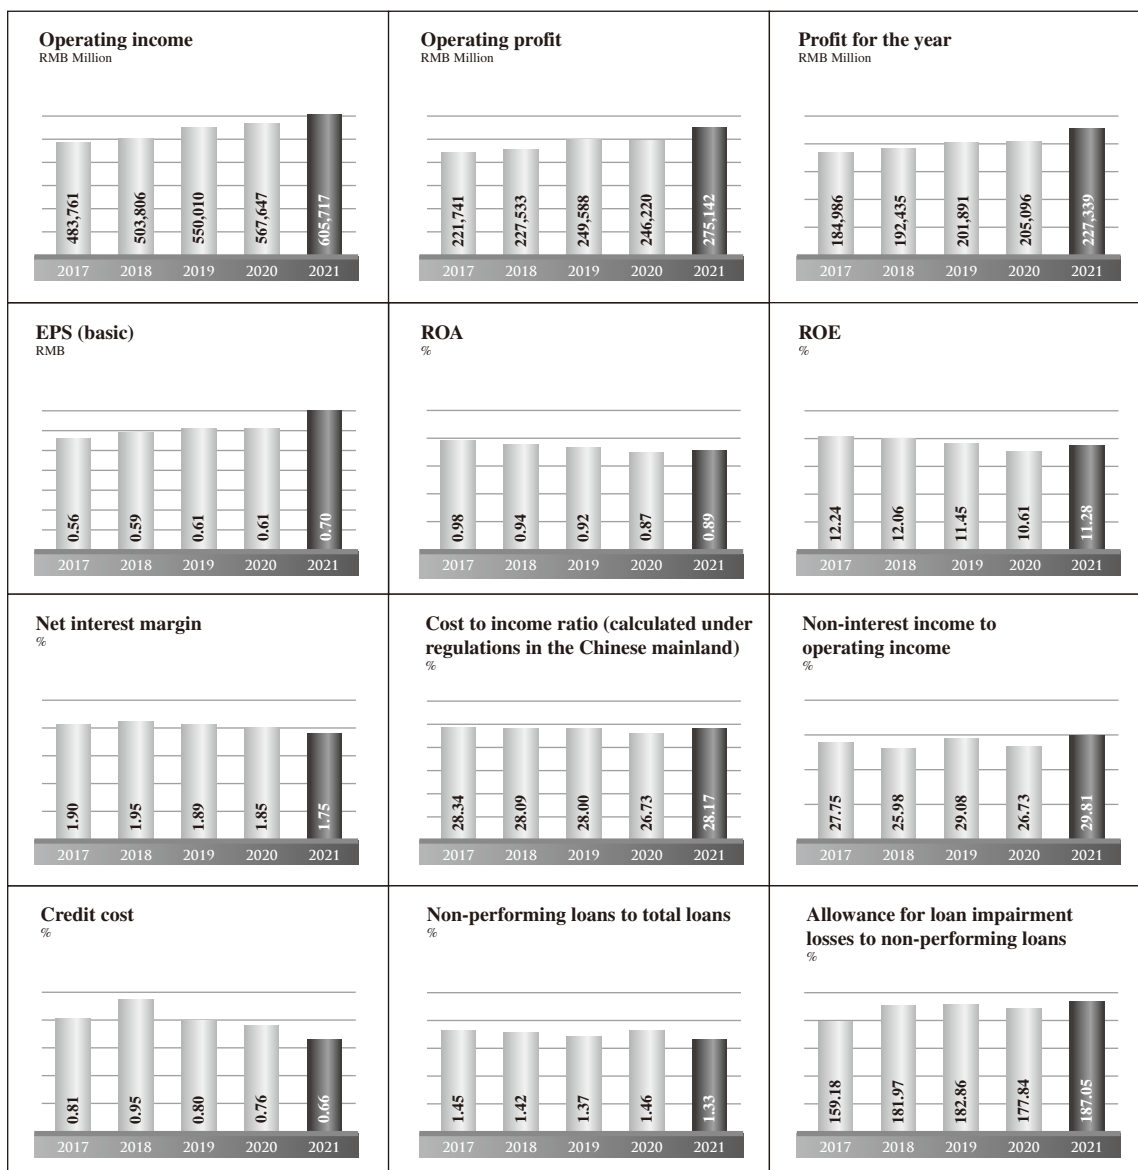 Operating income
RMB Million
483,761
503,806
550,010
567,647
605,717
2017 2018 2019 2020 2021
Operating profit
RMB Million
221,741
227,533
249,588
246,220
275,142
2017 2018 2019 2020 2021
Profit for the year
RMB Million
184,986
192,435
201,891
205,096
227,339
2017 2018 2019 2020 2021
EPS (basic)
RMB
0.56
0.59
0.61
0.61
0.70
2017 2018 2019 2020 2021
ROA
%
0.98
0.94
0.92
0.87
0.89
2017 2018 2019 2020 2021
ROE
%
12.24
12.06
11.45
10.61
11.28
2017 2018 2019 2020 2021
Net interest margin
%
1.90
1.95
1.89
1.85
1.75
2017 2018 2019 2020 2021
Cost to income ratio (calculated under
regulations in the Chinese mainland)
%
28.34
28.09
28.00
26.73
28.17
2017 2018 2019 2020 2021
Non-interest income to
operating income
%
27.75
25.98
29.08
26.73
29.81
2017 2018 2019 2020 2021
Credit cost
%
0.81
0.95
0.80
0.76
0.66
2017 2018 2019 2020 2021
Non-performing loans to total loans
%
1.45
1.42
1.37
1.46
1.33
2017 2018 2019 2020 2021
Allowance for loan impairment
losses to non-performing loans
%
159.18
181.97
182.86
177.84
187.05
2017 2018 2019 2020 2021